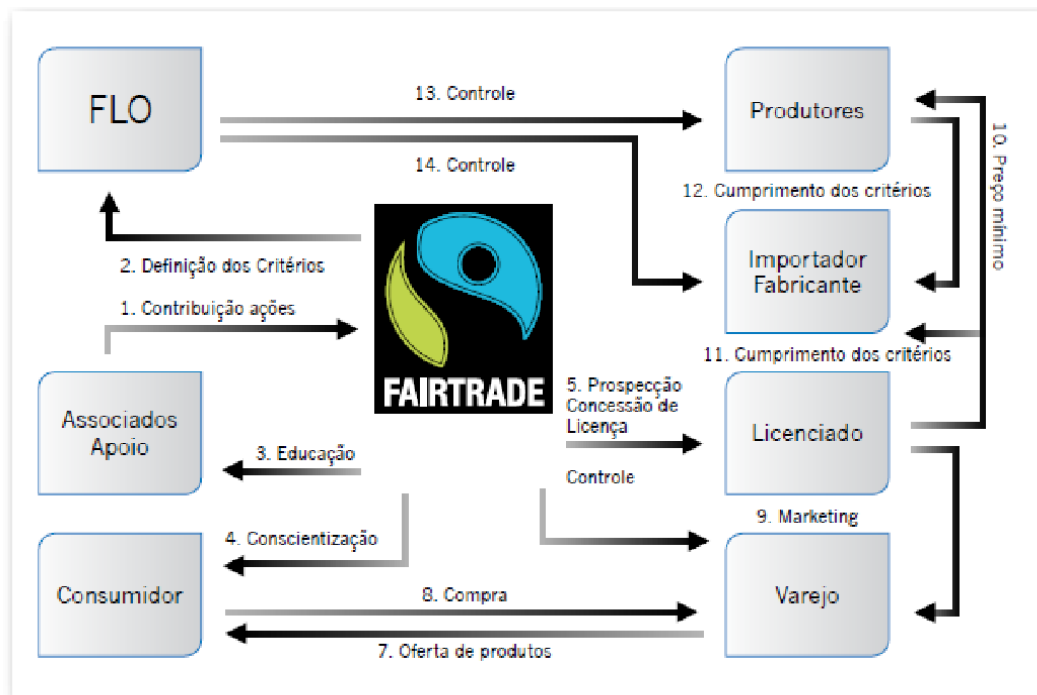 FLO
13. Controle
14. Controle
Produtores
10. Preço mínimo
12. Cumprimento dos critérios
2. Definição dos Critérios
1. Contribuição ações
FAIRTRADE
Importador
Fabricante
11. Cumprimento dos critérios
Associados
Apoio
3. Educação
5. Prospecção
Concessão de
Licença
Controle
Licenciado
9. Marketing
4. Conscientização
Consumidor
8. Compra
7. Oferta de produtos
Varejo